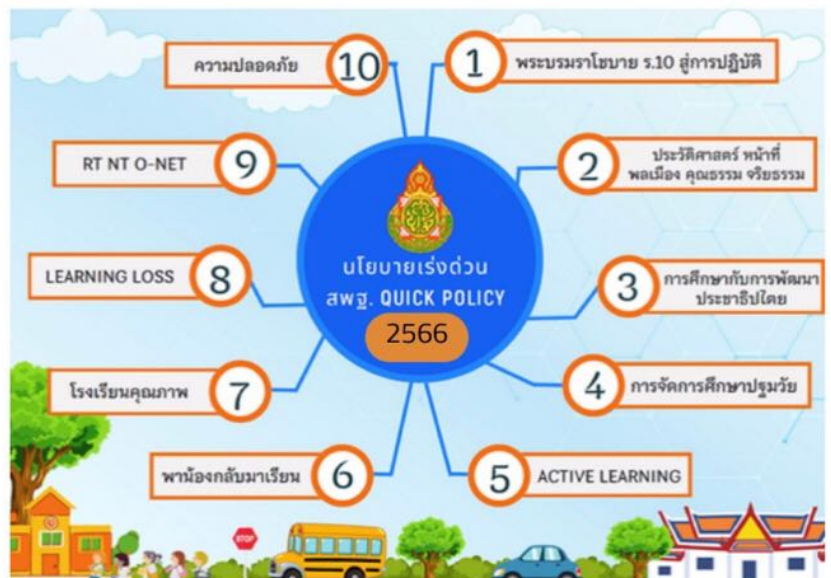 นโยบายเร่งด่วน
สพฐ. QUICK POLICY
2566
1
พระบรมราโชบาย ร.10 สู่การปฏิบัติ
2
ประวัติศาสตร์ หน้าที่
พลเมือง คุณธรรม จริยธรรม
3
การศึกษากับการพัฒนา
ประชาธิปไตย
4
การจัดการศึกษาปฐมวัย
5
ACTIVE LEARNING
6
พาน้องกลับมาเรียน
7
โรงเรียนคุณภาพ
8
LEARNING LOSS
9
RT NT O-NET
10
ความปลอดภัย
STOP